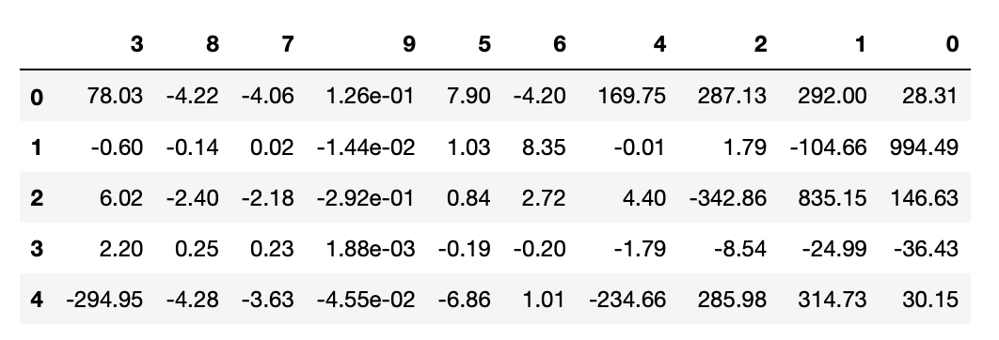 3 8 7 9 5 6 4 2 1 0
0 78.03 -4.22 -4.06 1.26e-01 7.90 -4.20 169.75 287.13 292.00 28.31
1 -0.60 -0.14 0.02 -1.44e-02 1.03 8.35 -0.01 1.79 -104.66 994.49
2 6.02 -2.40 -2.18 -2.92e-01 0.84 2.72 4.40 -342.86 835.15 146.63
3 2.20 0.25 0.23 1.88e-03 -0.19 -0.20 -1.79 -8.54 -24.99 -36.43
4 -294.95 -4.28 -3.63 -4.55e-02 -6.86 1.01 -234.66 285.98 314.73 30.15